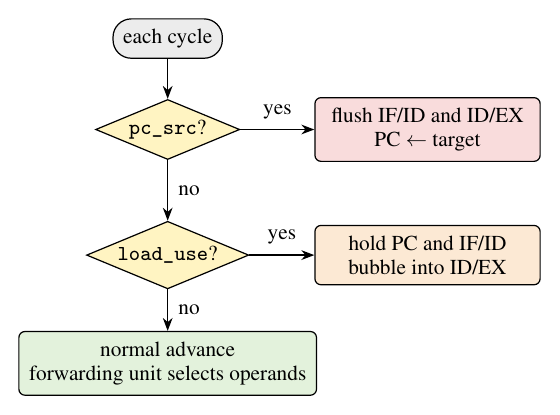 each cycle
pc_src?
yes
flush IF/ID and ID/EX
PC ← target
no
load_use?
yes
hold PC and IF/ID
bubble into ID/EX
no
normal advance
forwarding unit selects operands